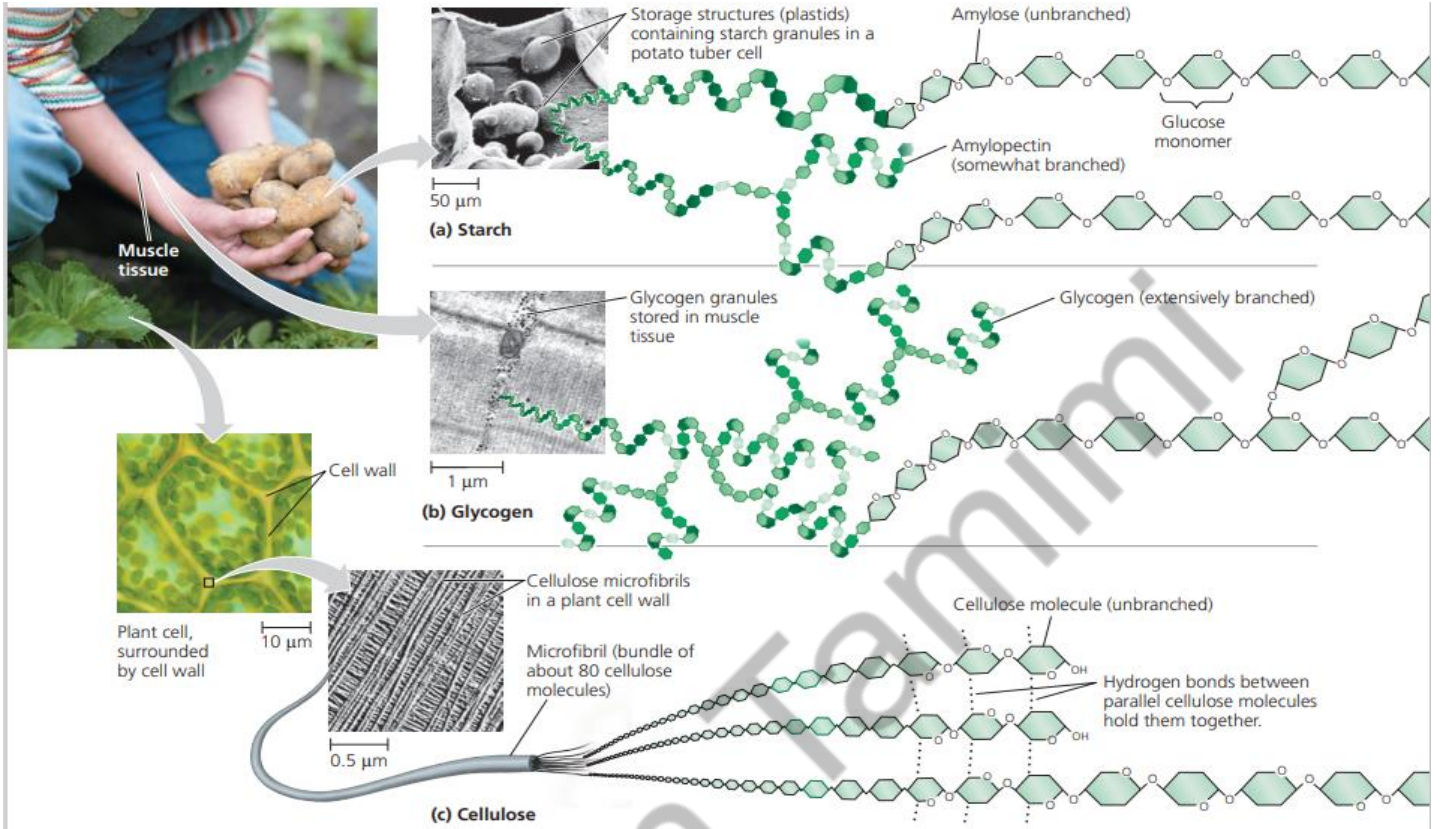 Storage structures (plastids)
containing starch granules in a
potato tuber cell
Amylose (unbranched)
O O O O O O O O
O O O O O O O O
Glucose
monomer
Amylopectin
(somewhat branched)
50 μm
(a) Starch
Muscle
tissue
Glycogen granules
stored in muscle
tissue
Glycogen (extensively branched)
1 μm
(b) Glycogen
Cell wall
Plant cell,
surrounded
by cell wall
10 μm
Cellulose microfibrils
in a plant cell wall
0.5 μm
Microfibril (bundle of
about 80 cellulose
molecules)
Cellulose molecule (unbranched)
OH
Hydrogen bonds between
parallel cellulose molecules
hold them together.
OH
(c) Cellulose
Tamimi